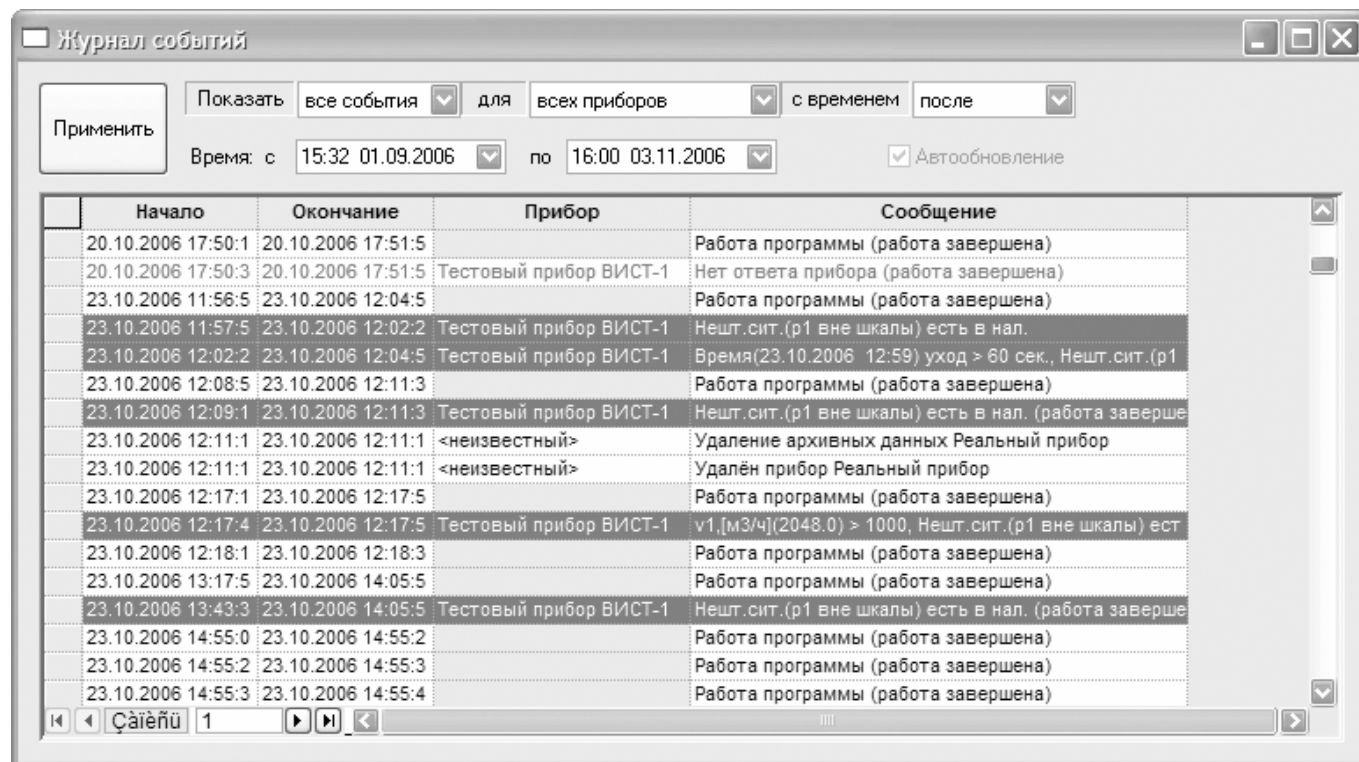 Журнал событий
Применить Показать все события для всех приборов с временем после
Время: с 15:32 01.09.2006 по 16:00 03.11.2006 Автообновление
Начало Окончание Прибор Сообщение
20.10.2006 17:50:1 20.10.2006 17:51:5 Работа программы (работа завершена)
20.10.2006 17:50:3 20.10.2006 17:51:5 Тестовый прибор ВИСТ-1 Нет ответа прибора (работа завершена)
23.10.2006 11:56:5 23.10.2006 12:04:5 Работа программы (работа завершена)
23.10.2006 11:57:5 23.10.2006 12:02:2 Тестовый прибор ВИСТ-1 Нешт.сит.(p1 вне шкалы) есть в нал.
23.10.2006 12:02:2 23.10.2006 12:04:5 Тестовый прибор ВИСТ-1 Время(23.10.2006 12:59) уход > 60 сек., Нешт.сит.(p1
23.10.2006 12:08:5 23.10.2006 12:11:3 Работа программы (работа завершена)
23.10.2006 12:09:1 23.10.2006 12:11:3 Тестовый прибор ВИСТ-1 Нешт.сит.(p1 вне шкалы) есть в нал. (работа заверше
23.10.2006 12:11:1 23.10.2006 12:11:1 <неизвестный> Удаление архивных данных Реальный прибор
23.10.2006 12:11:1 23.10.2006 12:11:1 <неизвестный> Удалён прибор Реальный прибор
23.10.2006 12:17:1 23.10.2006 12:17:5 Работа программы (работа завершена)
23.10.2006 12:17:4 23.10.2006 12:17:5 Тестовый прибор ВИСТ-1 v1,[м3/ч](2048.0) > 1000, Нешт.сит.(p1 вне шкалы) ест
23.10.2006 12:18:1 23.10.2006 12:18:3 Работа программы (работа завершена)
23.10.2006 13:17:5 23.10.2006 14:05:5 Работа программы (работа завершена)
23.10.2006 13:43:3 23.10.2006 14:05:5 Тестовый прибор ВИСТ-1 Нешт.сит.(p1 вне шкалы) есть в нал. (работа заверше
23.10.2006 14:55:0 23.10.2006 14:55:2 Работа программы (работа завершена)
23.10.2006 14:55:2 23.10.2006 14:55:3 Работа программы (работа завершена)
23.10.2006 14:55:3 23.10.2006 14:55:4 Работа программы (работа завершена)
Çàïèñü 1